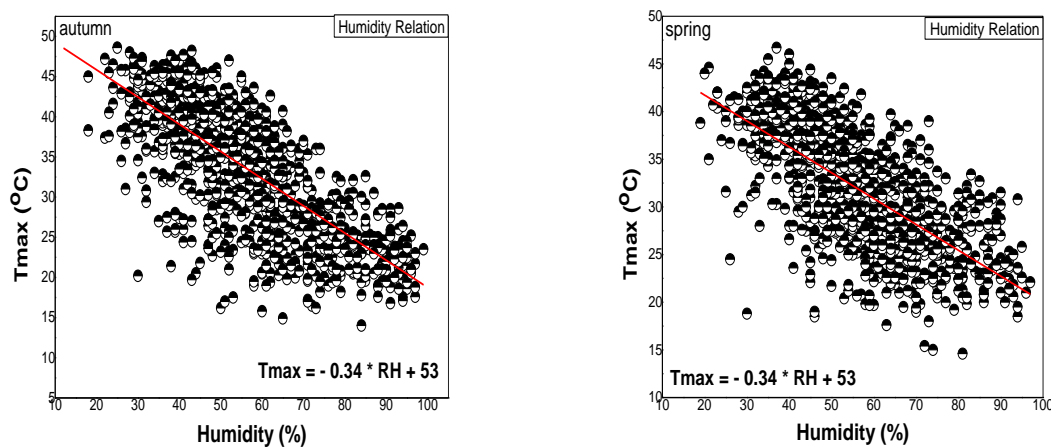 autumn
Humidity Relation
50
45
40
35
30
25
20
15
10
5
Tmax (°C)
Tmax = - 0.34 * RH + 53
10 20 30 40 50 60 70 80 90 100
Humidity (%)
spring
Humidity Relation
50
45
40
35
30
25
20
15
10
Tmax (°C)
Tmax = - 0.34 * RH + 53
10 20 30 40 50 60 70 80 90 100
Humidity (%)